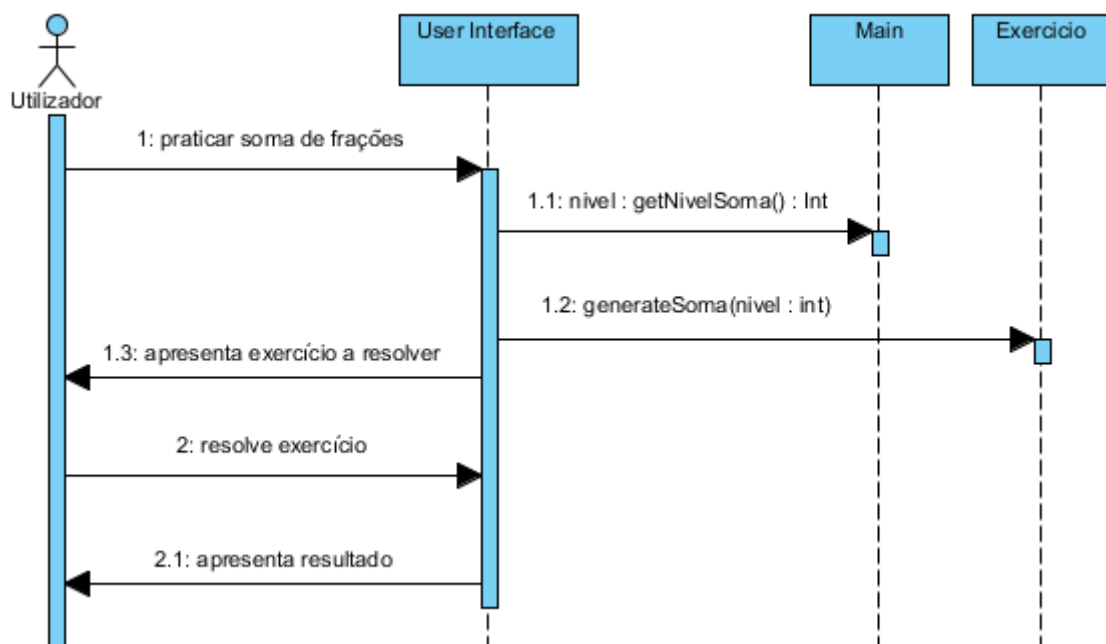 User Interface
Main
Exercicio
Utilizador
1: praticar soma de frações
1.1: nivel : getNivelSoma() : Int
1.2: generateSoma(nivel : int)
1.3: apresenta exercício a resolver
2: resolve exercício
2.1: apresenta resultado